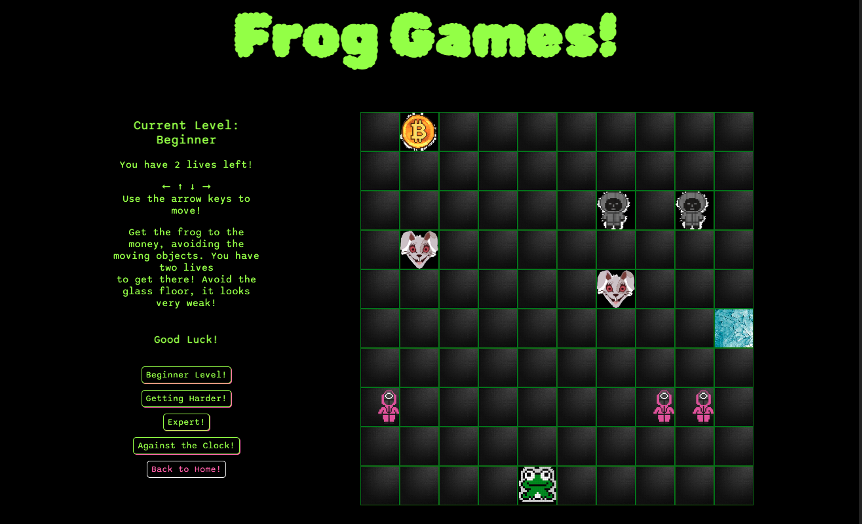 Frog Games!
Current Level:
Beginner
You have 2 lives left!
← ↑ ↓ →
Use the arrow keys to
move!
Get the frog to the
money, avoiding the
moving objects. You have
two lives
to get there! Avoid the
glass floor, it looks
very weak!
Good Luck!
Beginner Level!
Getting Harder!
Expert!
Against the Clock!
Back to Home!